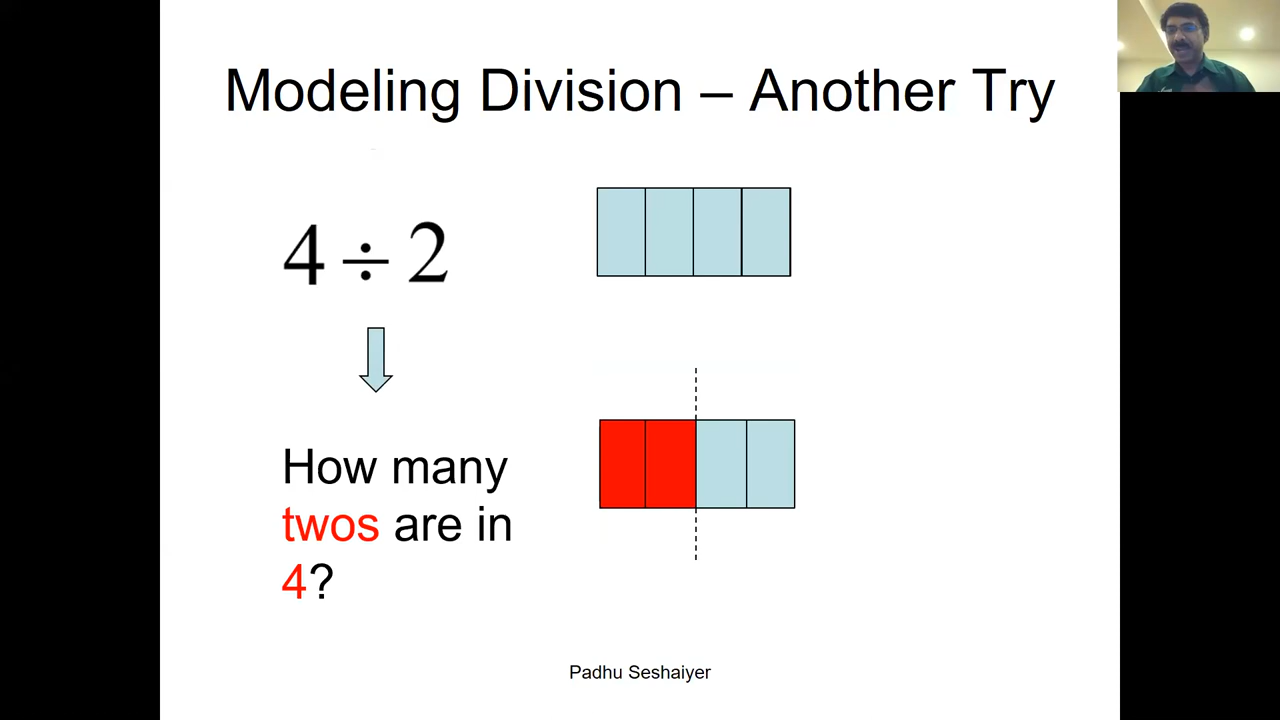 Modeling Division – Another Try
4 ÷ 2
How many
twos are in
4?
Padhu Seshaiyer